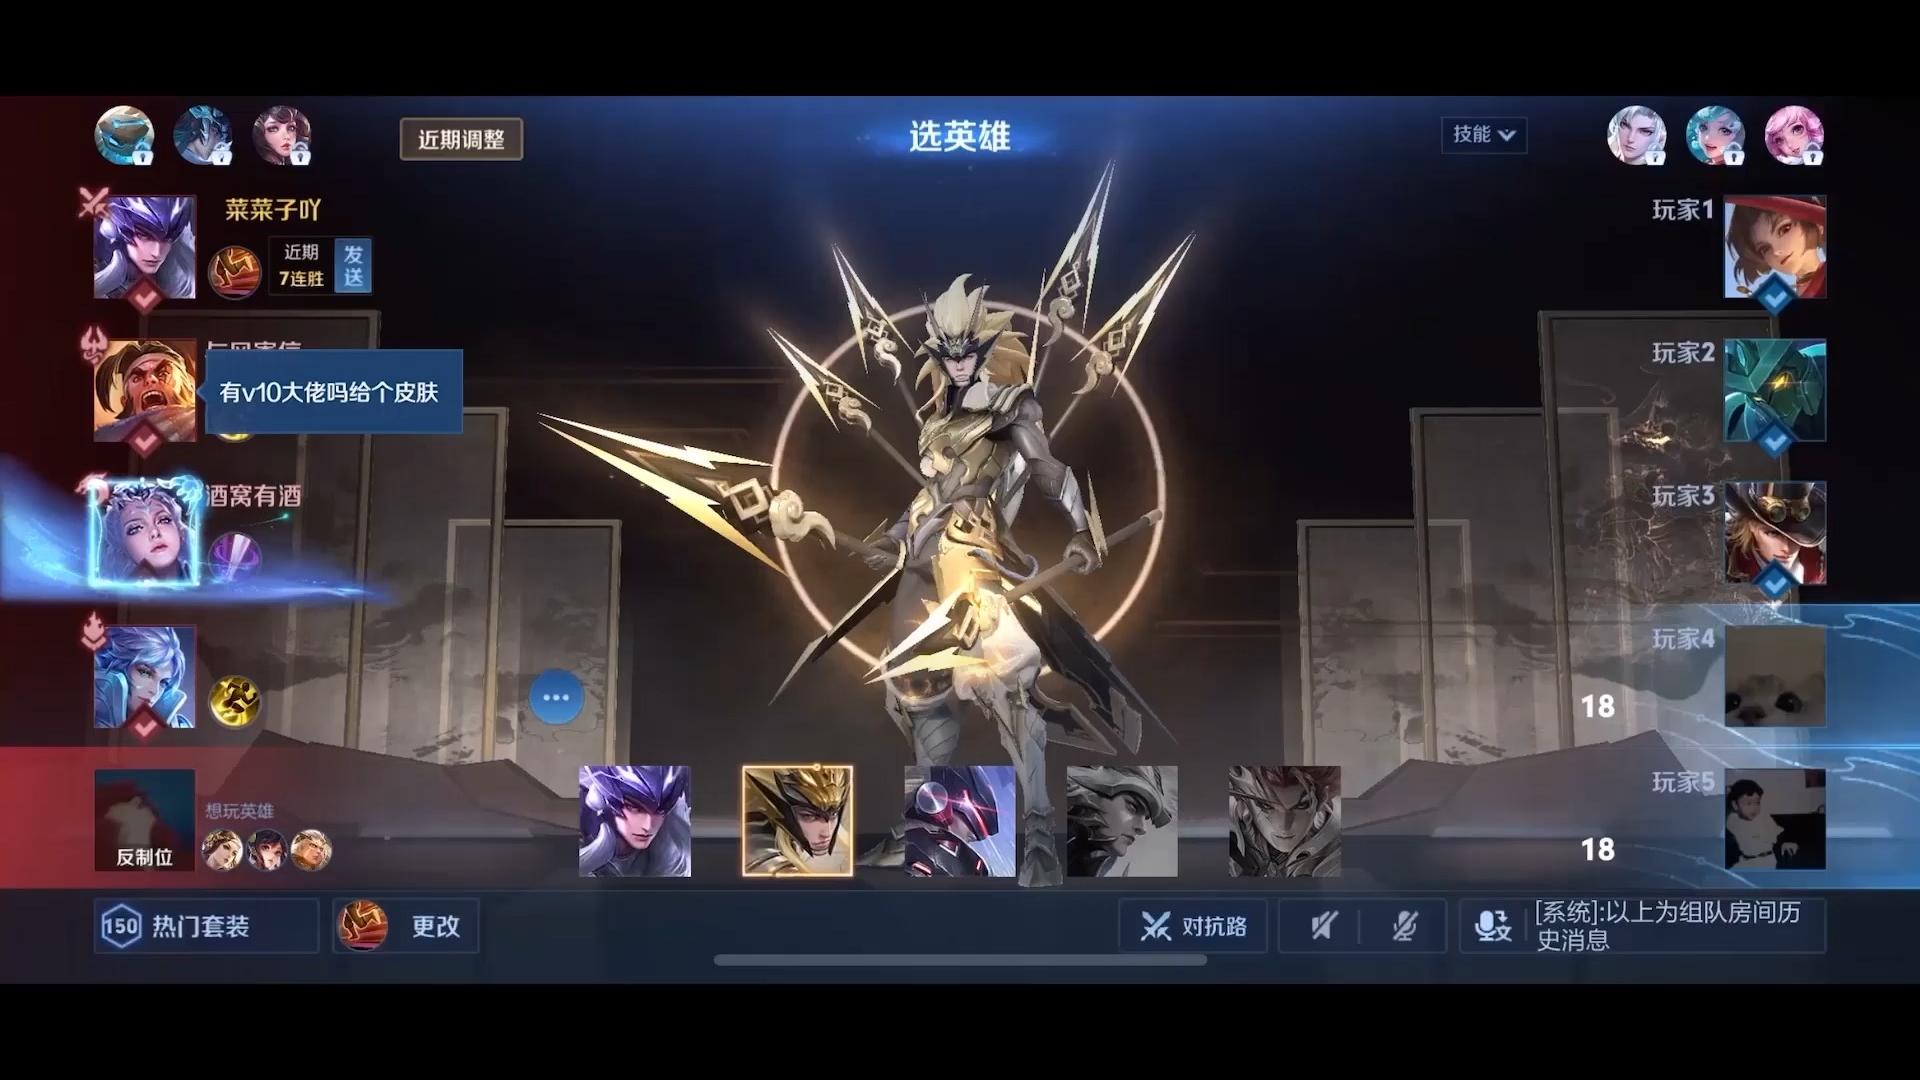 近期调整
选英雄
技能
菜菜子吖
近期
7连胜
发送
玩家1
有v10大佬吗给个皮肤
玩家2
酒窝有酒
玩家3
玩家4
18
想玩英雄
反制位
玩家5
18
150 热门套装
更改
对抗路
[系统]:以上为组队房间历
史消息